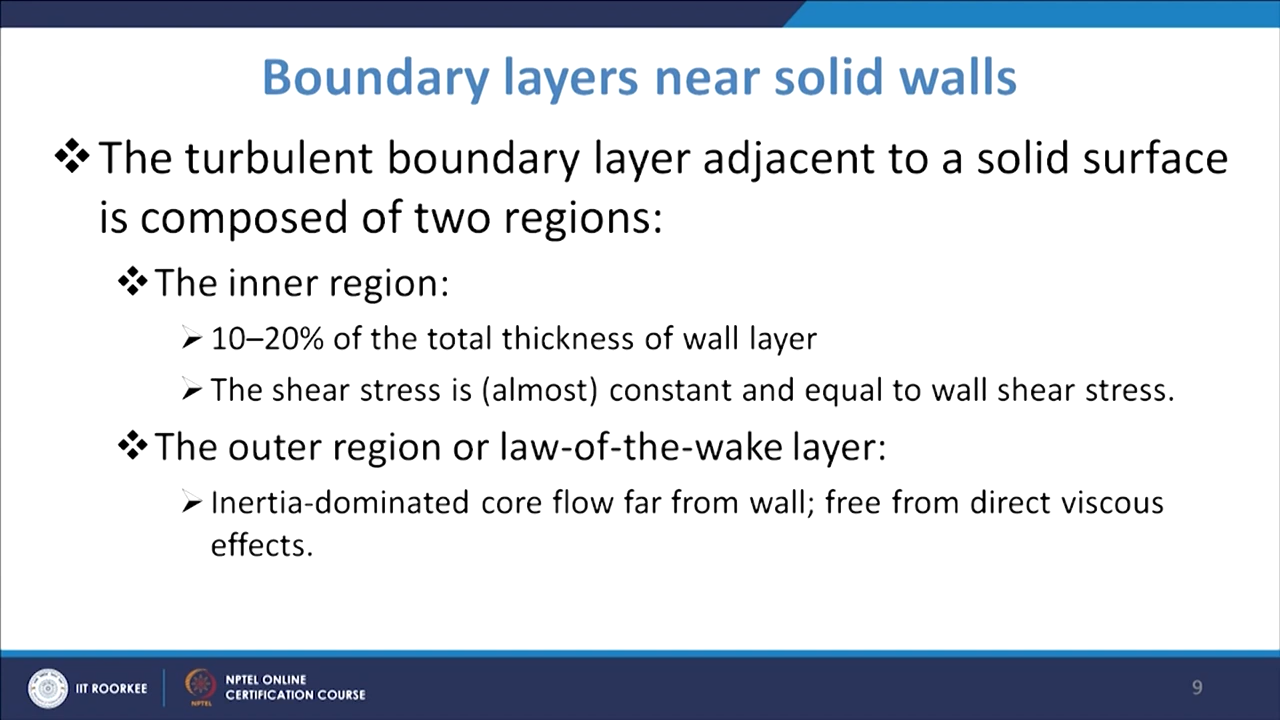 Boundary layers near solid walls
❖ The turbulent boundary layer adjacent to a solid surface
is composed of two regions:
❖ The inner region:
➢ 10–20% of the total thickness of wall layer
➢ The shear stress is (almost) constant and equal to wall shear stress.
❖ The outer region or law-of-the-wake layer:
➢ Inertia-dominated core flow far from wall; free from direct viscous
effects.
IIT ROORKEE
NPTEL
NPTEL ONLINE
CERTIFICATION COURSE
9